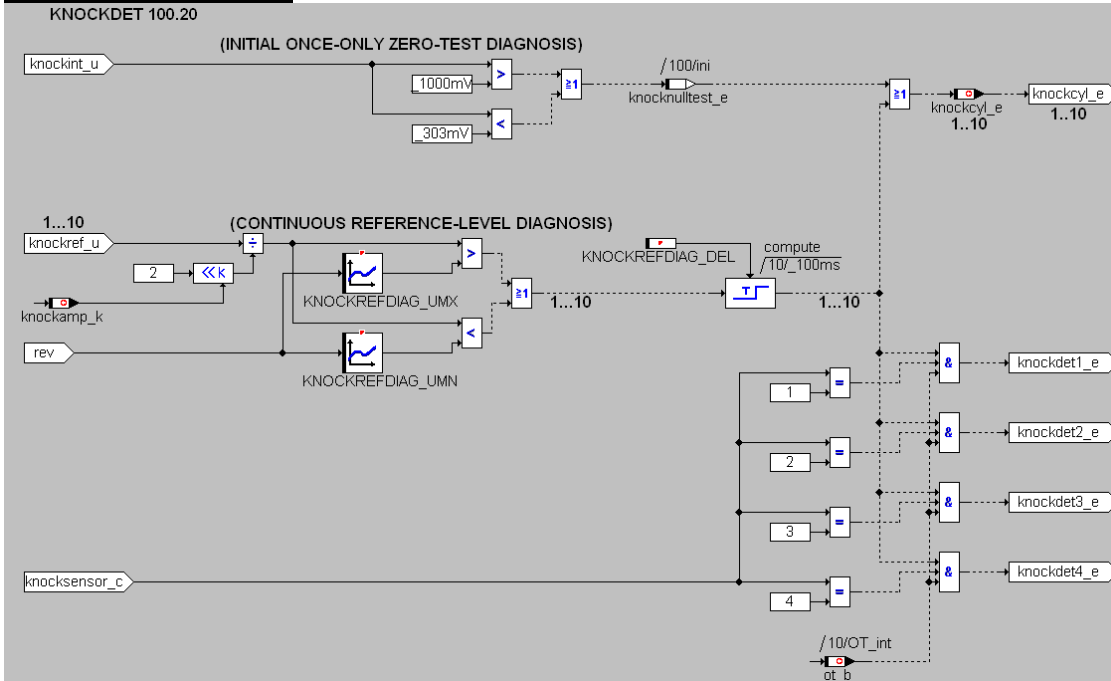 KNOCKDET 100.20
(INITIAL ONCE-ONLY ZERO-TEST DIAGNOSIS)
knockint_u
_1000mV
>
_303mV
<
≥1
/100/ini
knocknulltest_e
≥1
knockcyl_e
1..10
knockcyl_e
1..10
1...10
(CONTINUOUS REFERENCE-LEVEL DIAGNOSIS)
knockref_u
÷
2
<<k
knockamp_k
rev
KNOCKREFDIAG_UMX
KNOCKREFDIAG_UMN
>
<
≥1
1...10
KNOCKREFDIAG_DEL
compute
/10/_100ms
T
1...10
1
=
&
knockdet1_e
2
=
&
knockdet2_e
3
=
&
knockdet3_e
knocksensor_c
4
=
&
knockdet4_e
/10/OT_int
ot_b